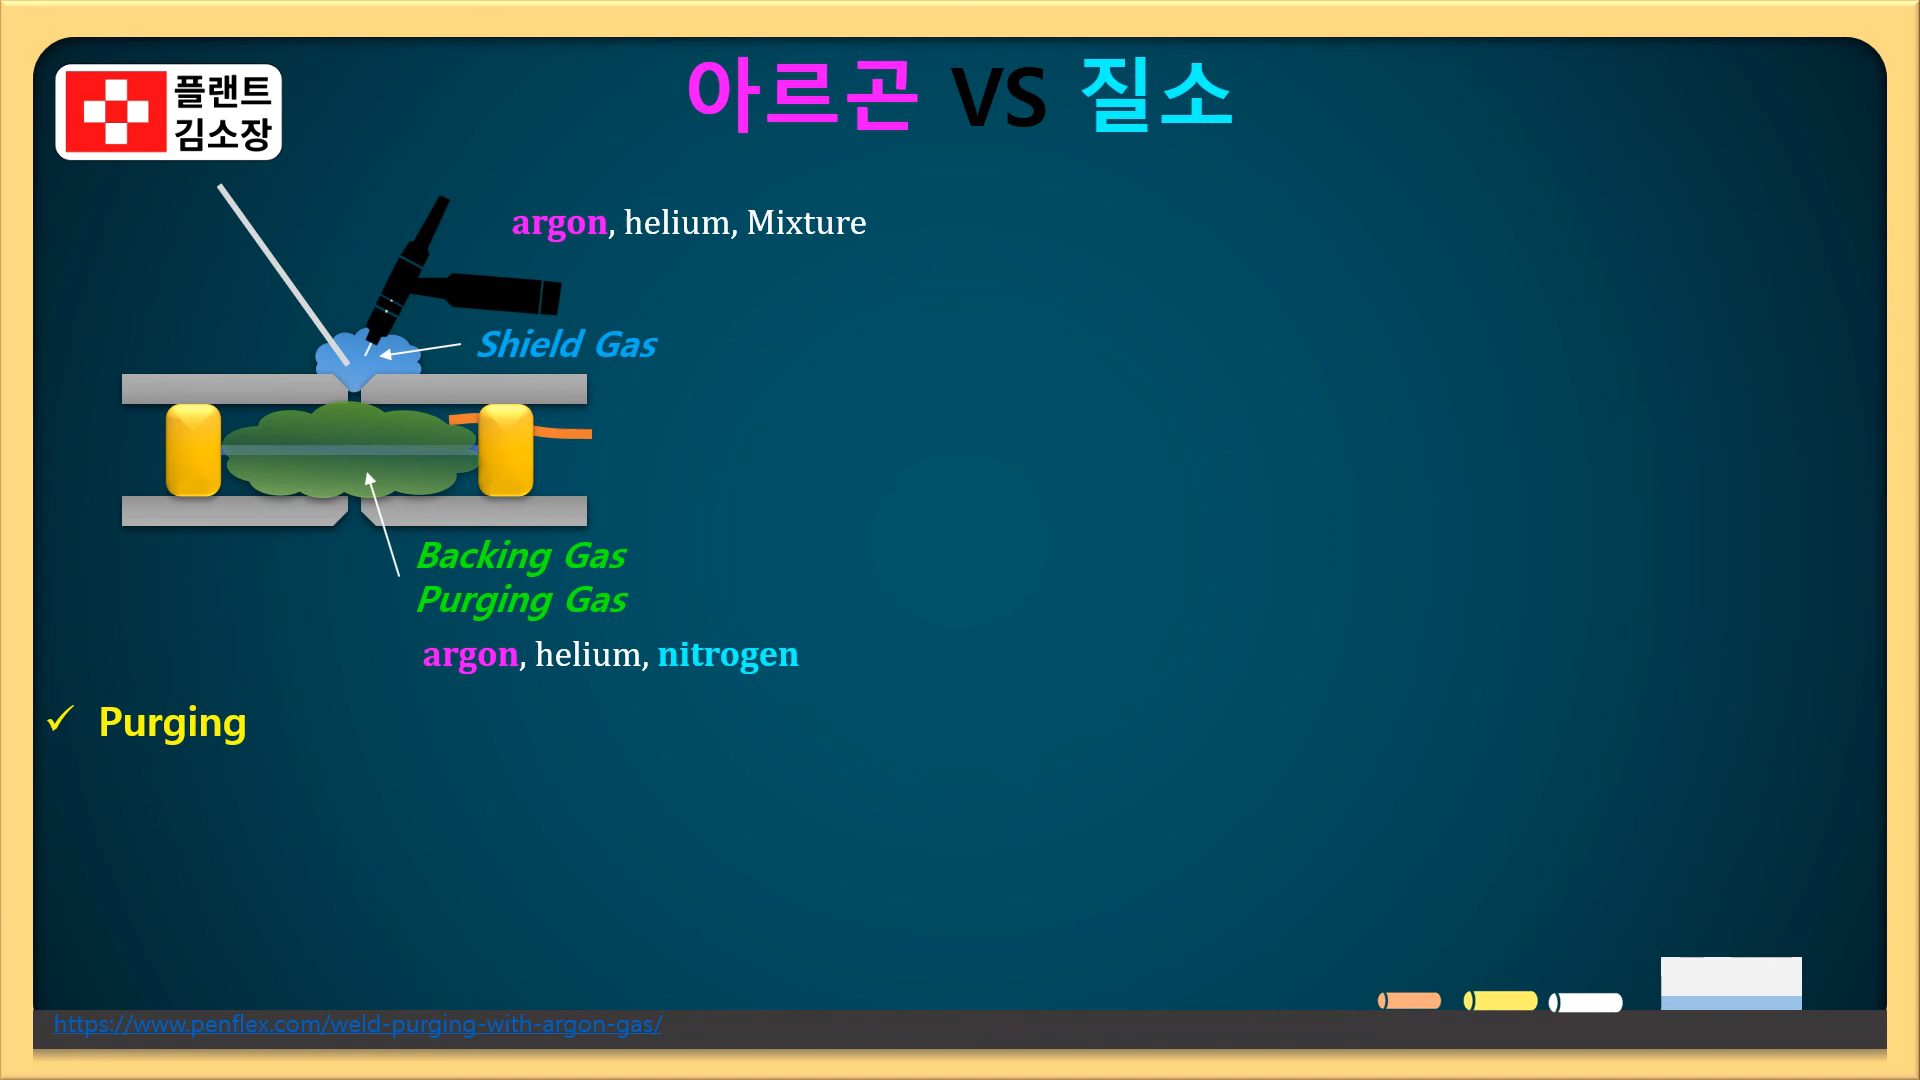 플랜트
김소장
아르곤 VS 질소
argon, helium, Mixture
Shield Gas
Backing Gas
Purging Gas
argon, helium, nitrogen
✓ Purging
https://www.penflex.com/weld-purging-with-argon-gas/